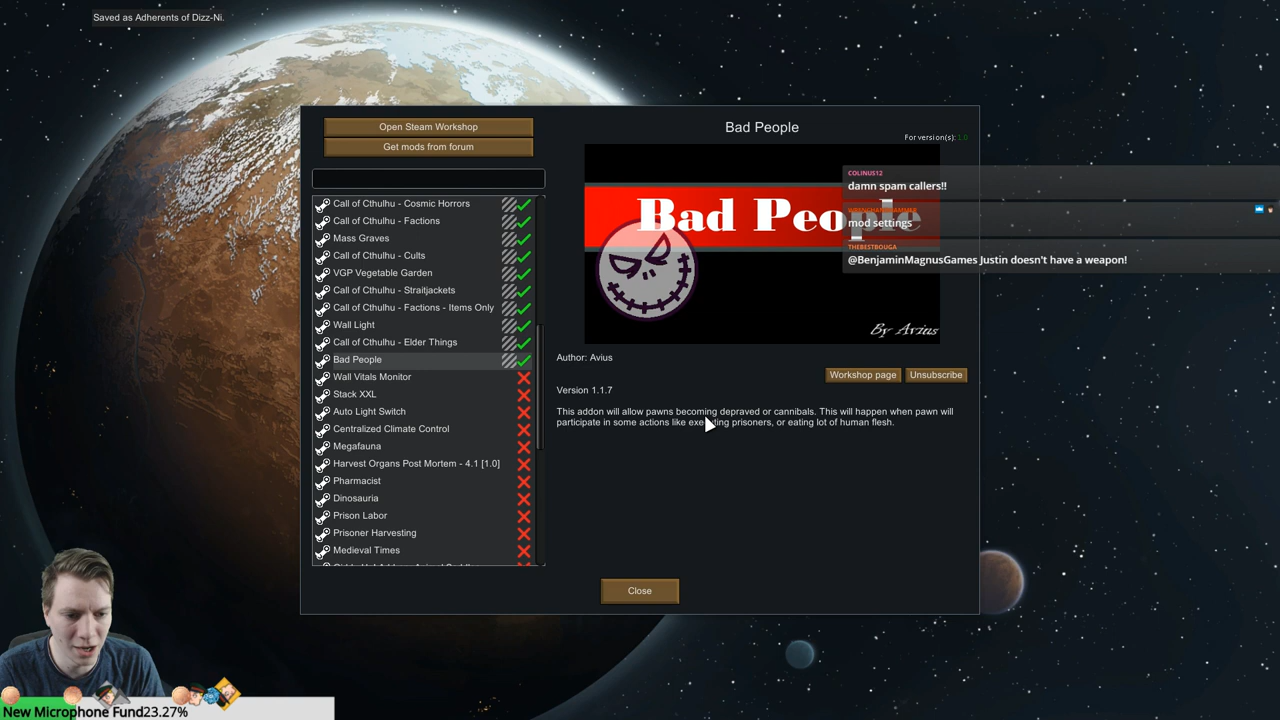 Saved as Adherents of Dizz-Ni.
Open Steam Workshop
Get mods from forum
Call of Cthulhu - Cosmic Horrors
Call of Cthulhu - Factions
Mass Graves
Call of Cthulhu - Cults
VGP Vegetable Garden
Call of Cthulhu - Straitjackets
Call of Cthulhu - Factions - Items Only
Wall Light
Call of Cthulhu - Elder Things
Bad People
Wall Vitals Monitor
Stack XXL
Auto Light Switch
Centralized Climate Control
Megafauna
Harvest Organs Post Mortem - 4.1 [1.0]
Pharmacist
Dinosauria
Prison Labor
Prisoner Harvesting
Medieval Times
Bad People
For version(s): 1.0
Bad People
By Avius
Author: Avius
Workshop page
Unsubscribe
Version 1.1.7
This addon will allow pawns becoming depraved or cannibals. This will happen when pawn will
participate in some actions like executing prisoners, or eating lot of human flesh.
Close
COLINUS12
damn spam callers!!
mod settings
THEBESTBOUGA
@BenjaminMagnusGames Justin doesn't have a weapon!
New Microphone Fund23.27%